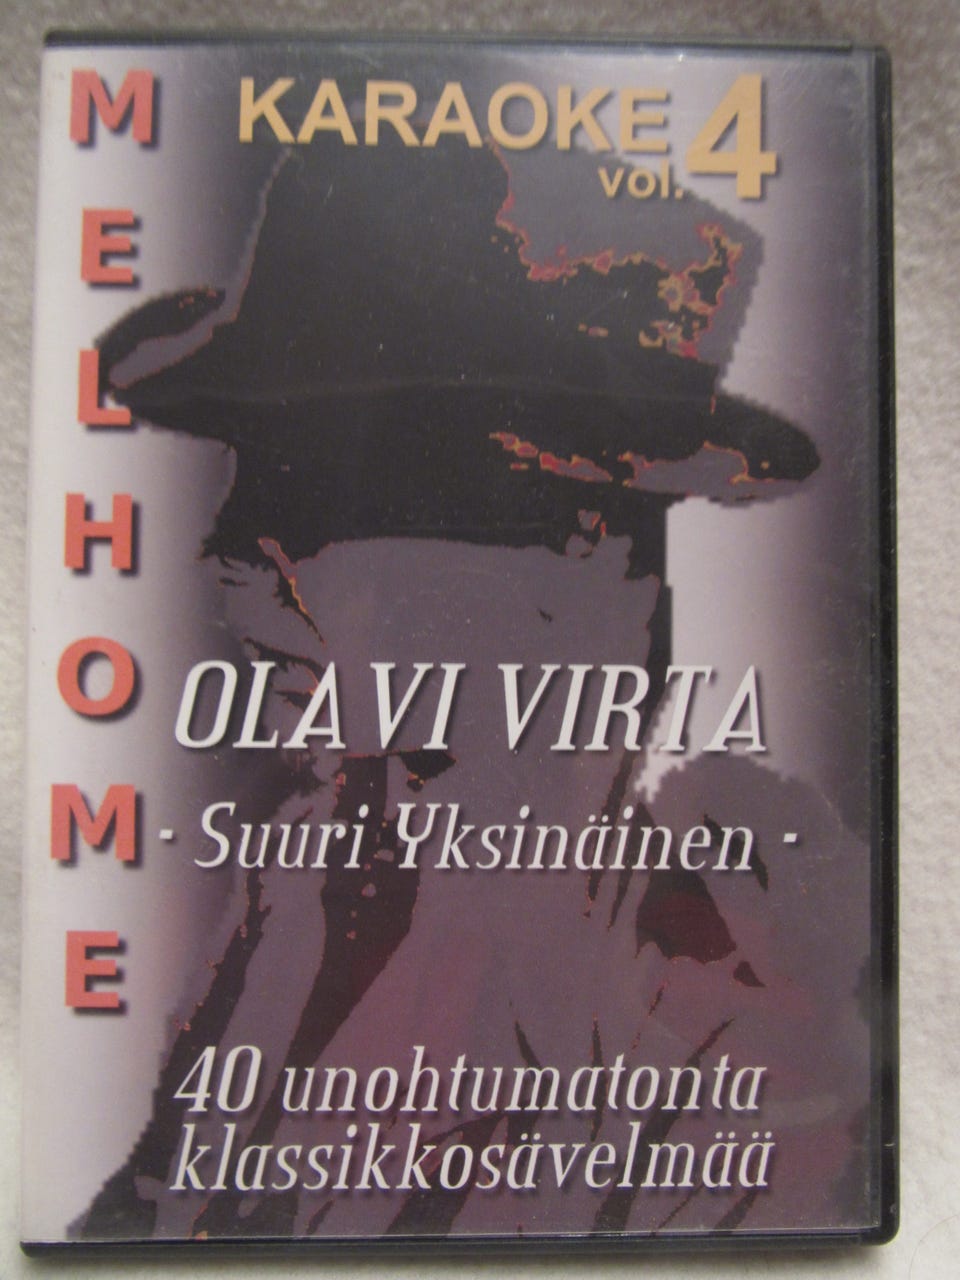 MELHOME
KARAOKE
vol. 4
OLAVI VIRTA
- Suuri Yksinäinen -
40 unohtumatonta
klassikkosävelmää